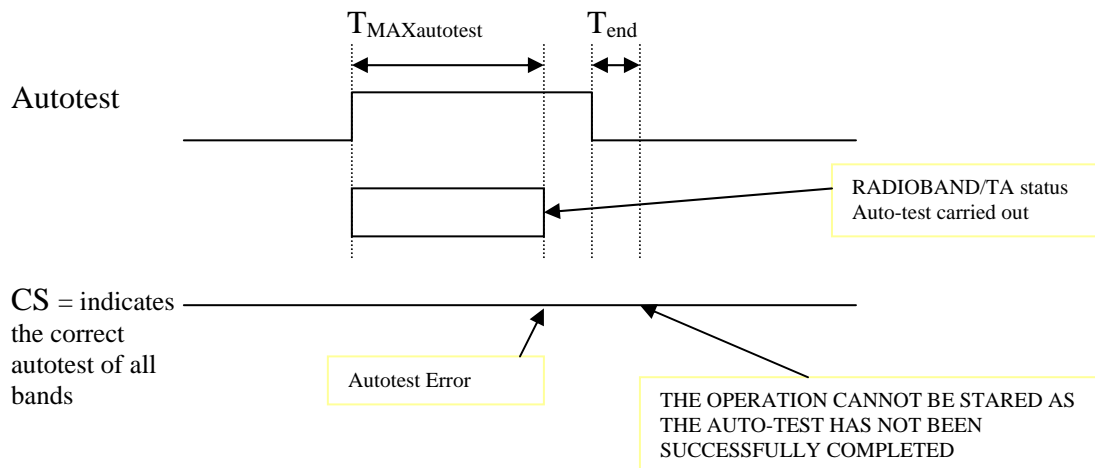 TMAXautotest
Tend
Autotest
RADIOBAND/TA status
Auto-test carried out
CS = indicates
the correct
autotest of all
bands
Autotest Error
THE OPERATION CANNOT BE STARED AS
THE AUTO-TEST HAS NOT BEEN
SUCCESSFULLY COMPLETED